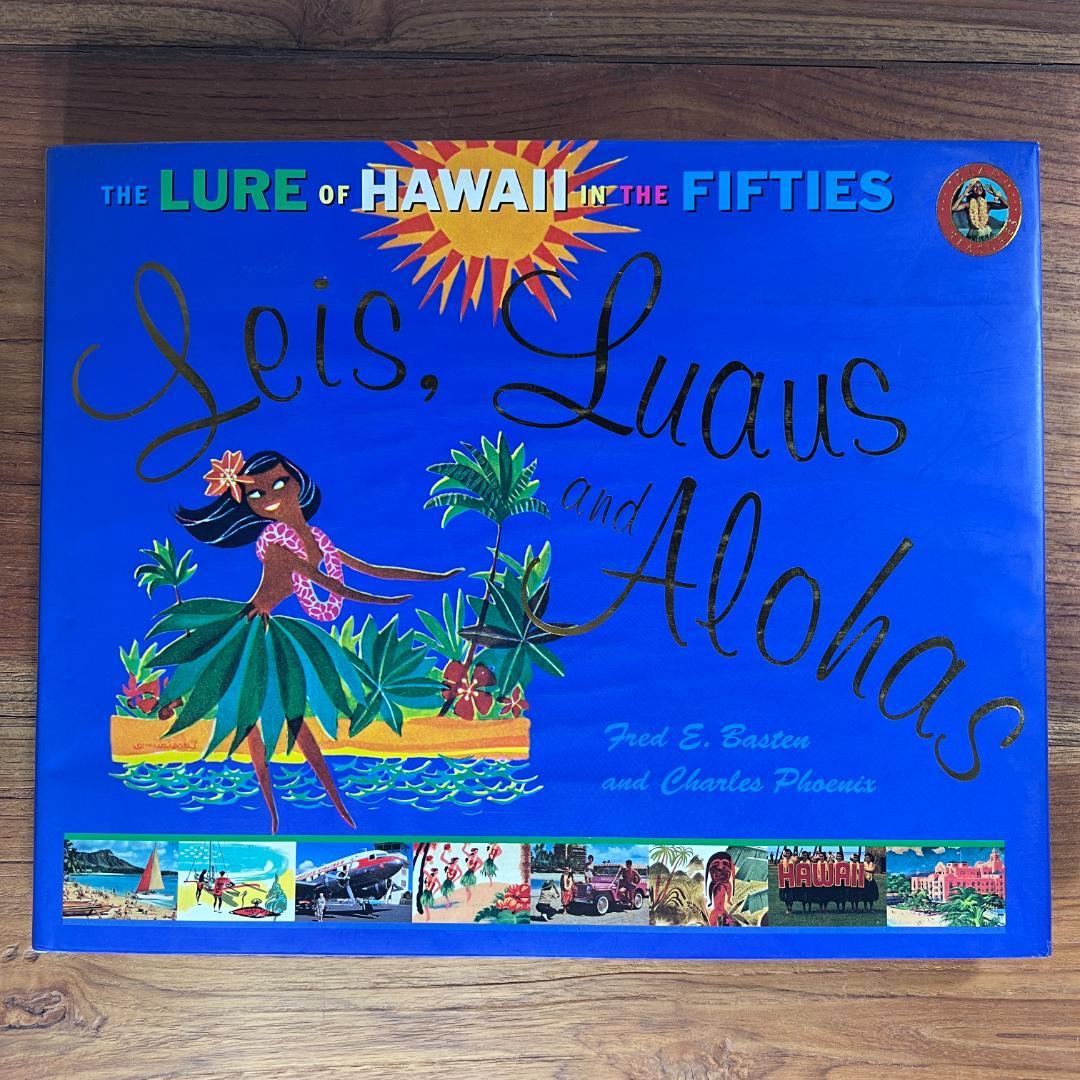 THE LURE OF HAWAII IN THE FIFTIES
Leis, Luaus
and
Alohas
Fred E. Basten
and Charles Phoenix
HAWAII